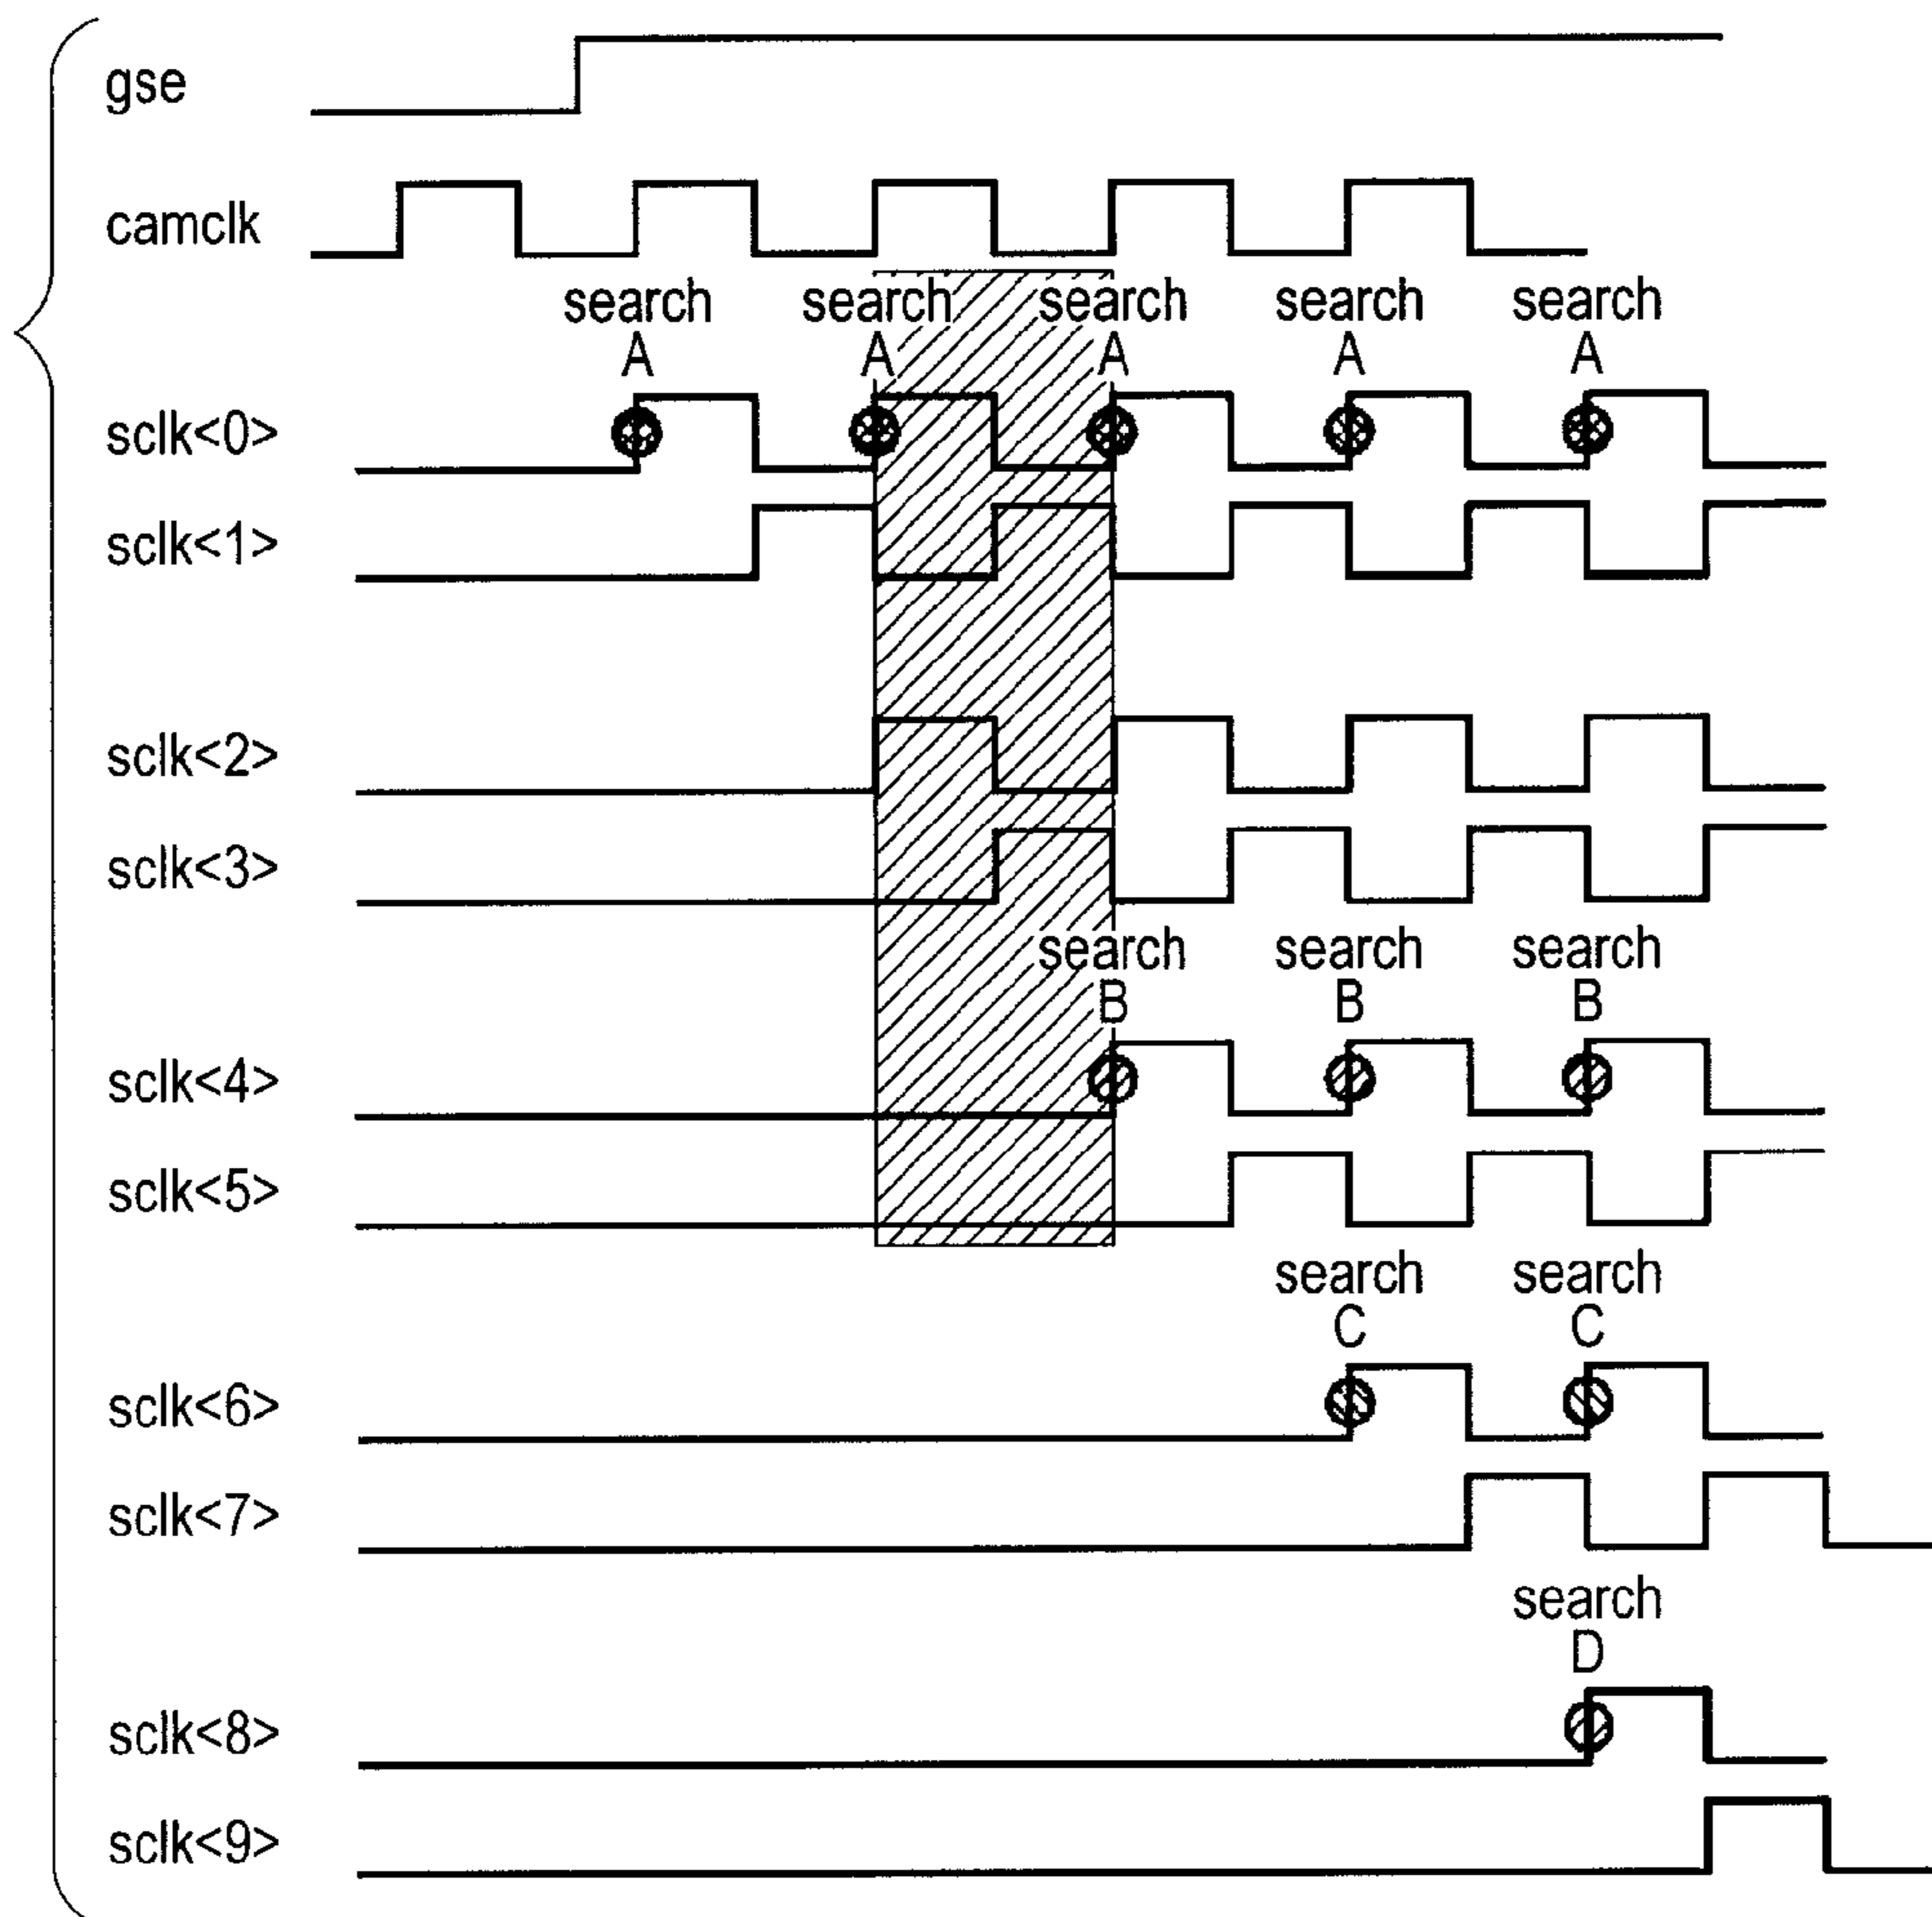 gse
camclk
search search search search search
A A A A A
sclk<0>
sclk<1>
sclk<2>
sclk<3>
search search search
B B B
sclk<4>
sclk<5>
search search
C C
sclk<6>
sclk<7>
search
D
sclk<8>
sclk<9>